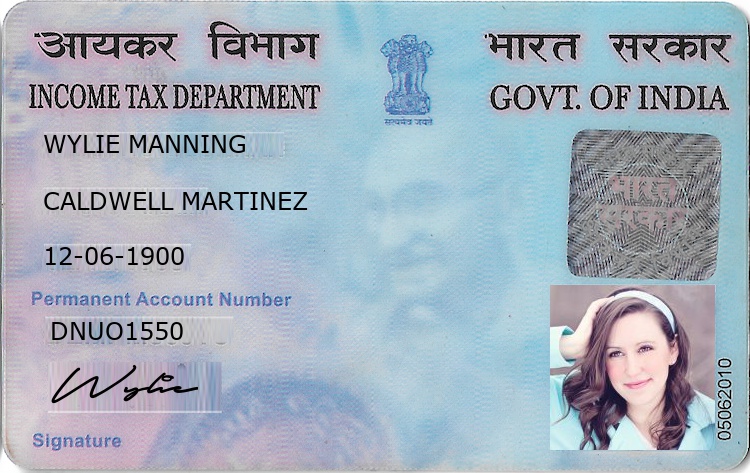 आयकर विभाग
भारत सरकार
INCOME TAX DEPARTMENT
GOVT. OF INDIA
सत्यमेव जयते
WYLIE MANNING
भारत
सरकार
CALDWELL MARTINEZ
12-06-1900
Permanent Account Number
DNUO1550
Wylie
Signature
05062010